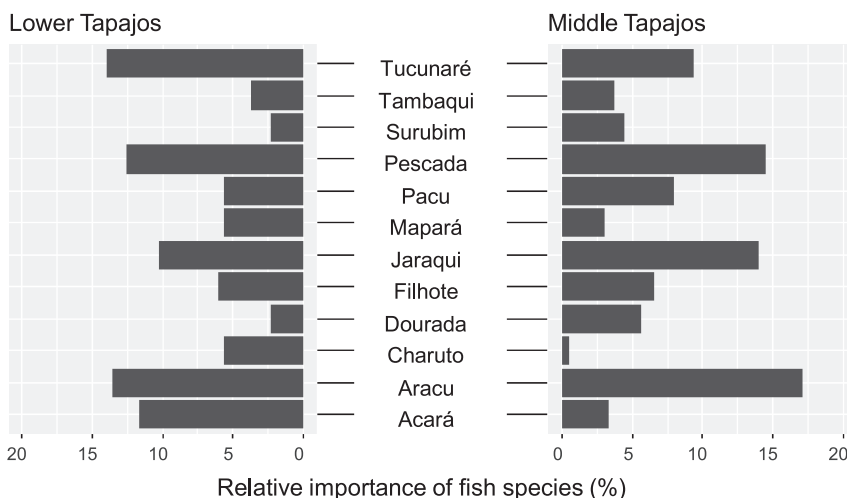 Lower Tapajos
Middle Tapajos
Tucunaré
Tambaqui
Surubim
Pescada
Pacu
Mapará
Jaraqui
Filhote
Dourada
Charuto
Aracu
Acará
20 15 10 5 0
0 5 10 15 20
Relative importance of fish species (%)